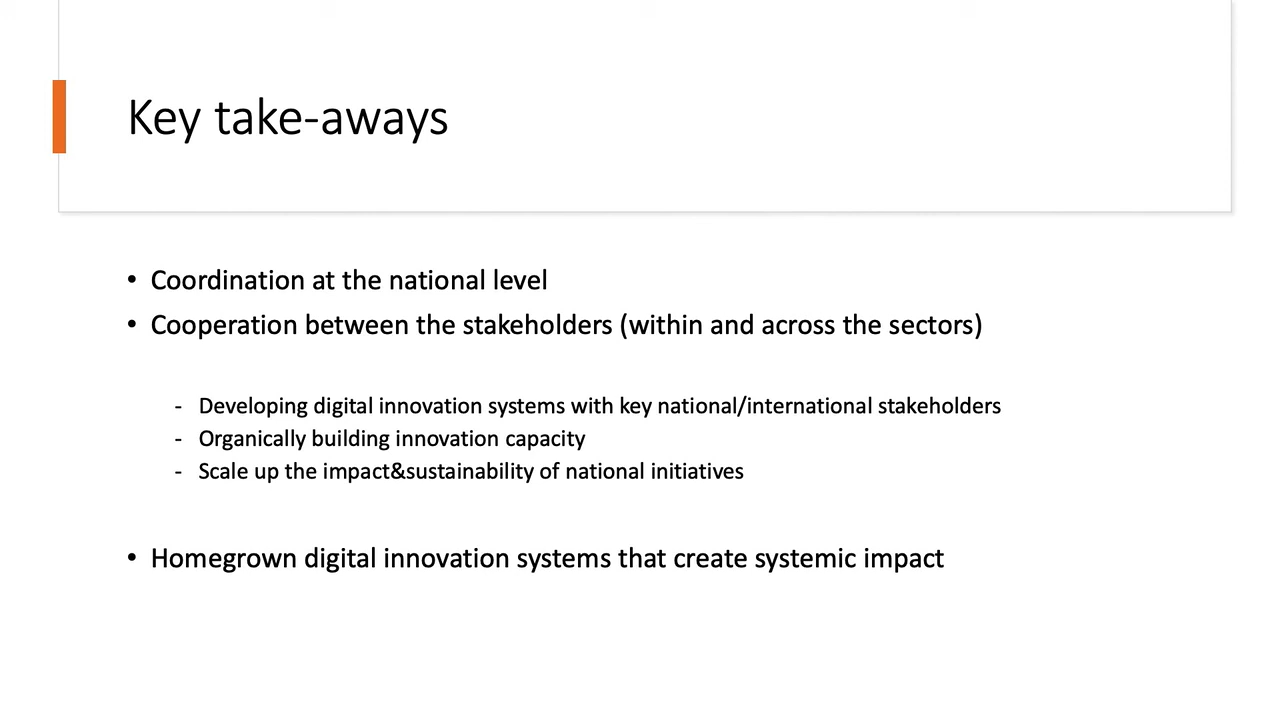 Key take-aways
• Coordination at the national level
• Cooperation between the stakeholders (within and across the sectors)
- Developing digital innovation systems with key national/international stakeholders
- Organically building innovation capacity
- Scale up the impact&sustainability of national initiatives
• Homegrown digital innovation systems that create systemic impact